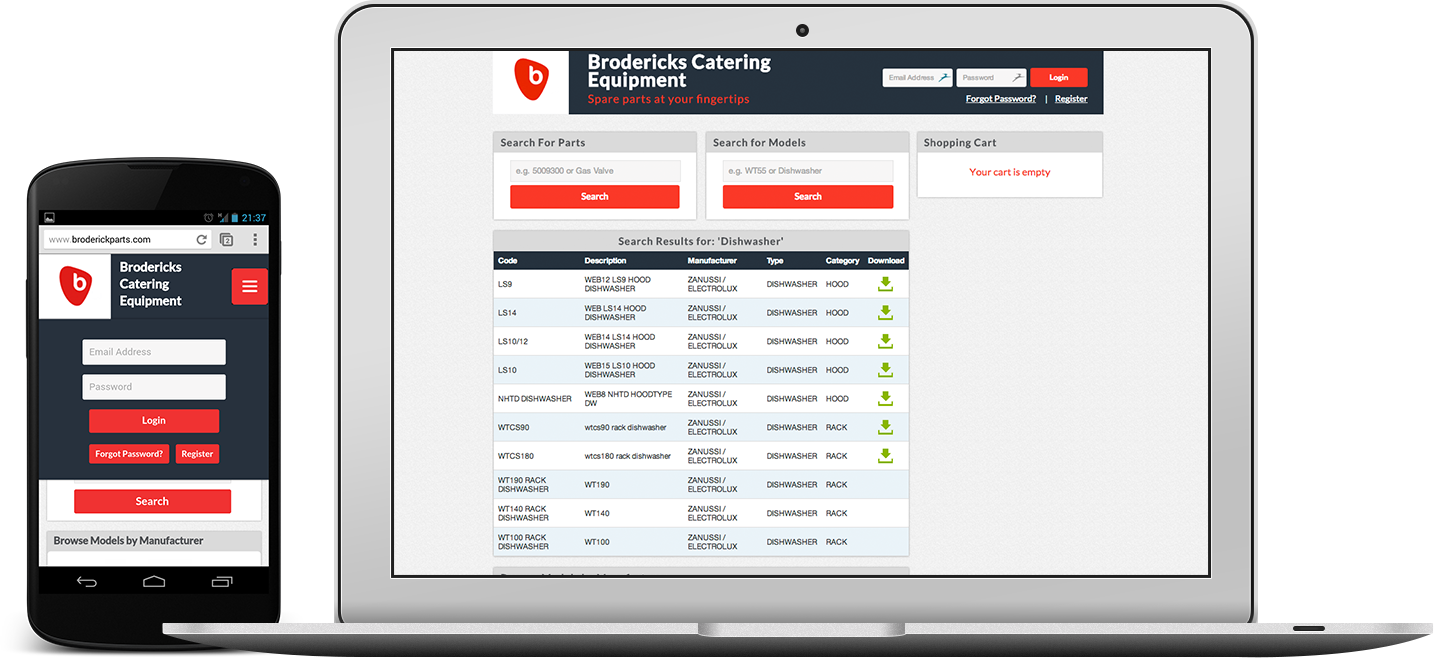 21:37
www.broderickparts.com
2
b
Brodericks
Catering
Equipment
Email Address
Password
Login
Forgot Password?
Register
Search
Browse Models by Manufacturer
b
Brodericks Catering
Equipment
Spare parts at your fingertips
Email Address
Password
Login
Forgot Password? | Register
Search For Parts
e.g. 5009300 or Gas Valve
Search
Search for Models
e.g. WT55 or Dishwasher
Search
Shopping Cart
Your cart is empty
Search Results for: 'Dishwasher'
Code Description Manufacturer Type Category Download
LS9 WEB12 LS9 HOOD DISHWASHER ZANUSSI / ELECTROLUX DISHWASHER HOOD
LS14 WEB LS14 HOOD DISHWASHER ZANUSSI / ELECTROLUX DISHWASHER HOOD
LS10/12 WEB14 LS14 HOOD DISHWASHER ZANUSSI / ELECTROLUX DISHWASHER HOOD
LS10 WEB15 LS10 HOOD DISHWASHER ZANUSSI / ELECTROLUX DISHWASHER HOOD
NHTD DISHWASHER WEB8 NHTD HOODTYPE DW ZANUSSI / ELECTROLUX DISHWASHER HOOD
WTCS90 wtcs90 rack dishwasher ZANUSSI / ELECTROLUX DISHWASHER RACK
WTCS180 wtcs180 rack dishwasher ZANUSSI / ELECTROLUX DISHWASHER RACK
WT190 RACK DISHWASHER WT190 ZANUSSI / ELECTROLUX DISHWASHER RACK
WT140 RACK DISHWASHER WT140 ZANUSSI / ELECTROLUX DISHWASHER RACK
WT100 RACK DISHWASHER WT100 ZANUSSI / ELECTROLUX DISHWASHER RACK